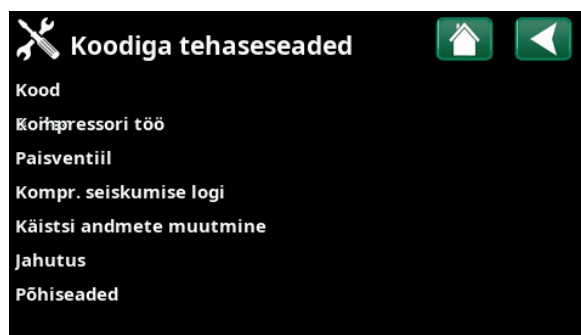 Koodiga tehaseseaded
Kood
Kompressori töö
Paisventiil
Kompr. seiskumise logi
Käistsi andmete muutmine
Jahutus
Põhiseaded